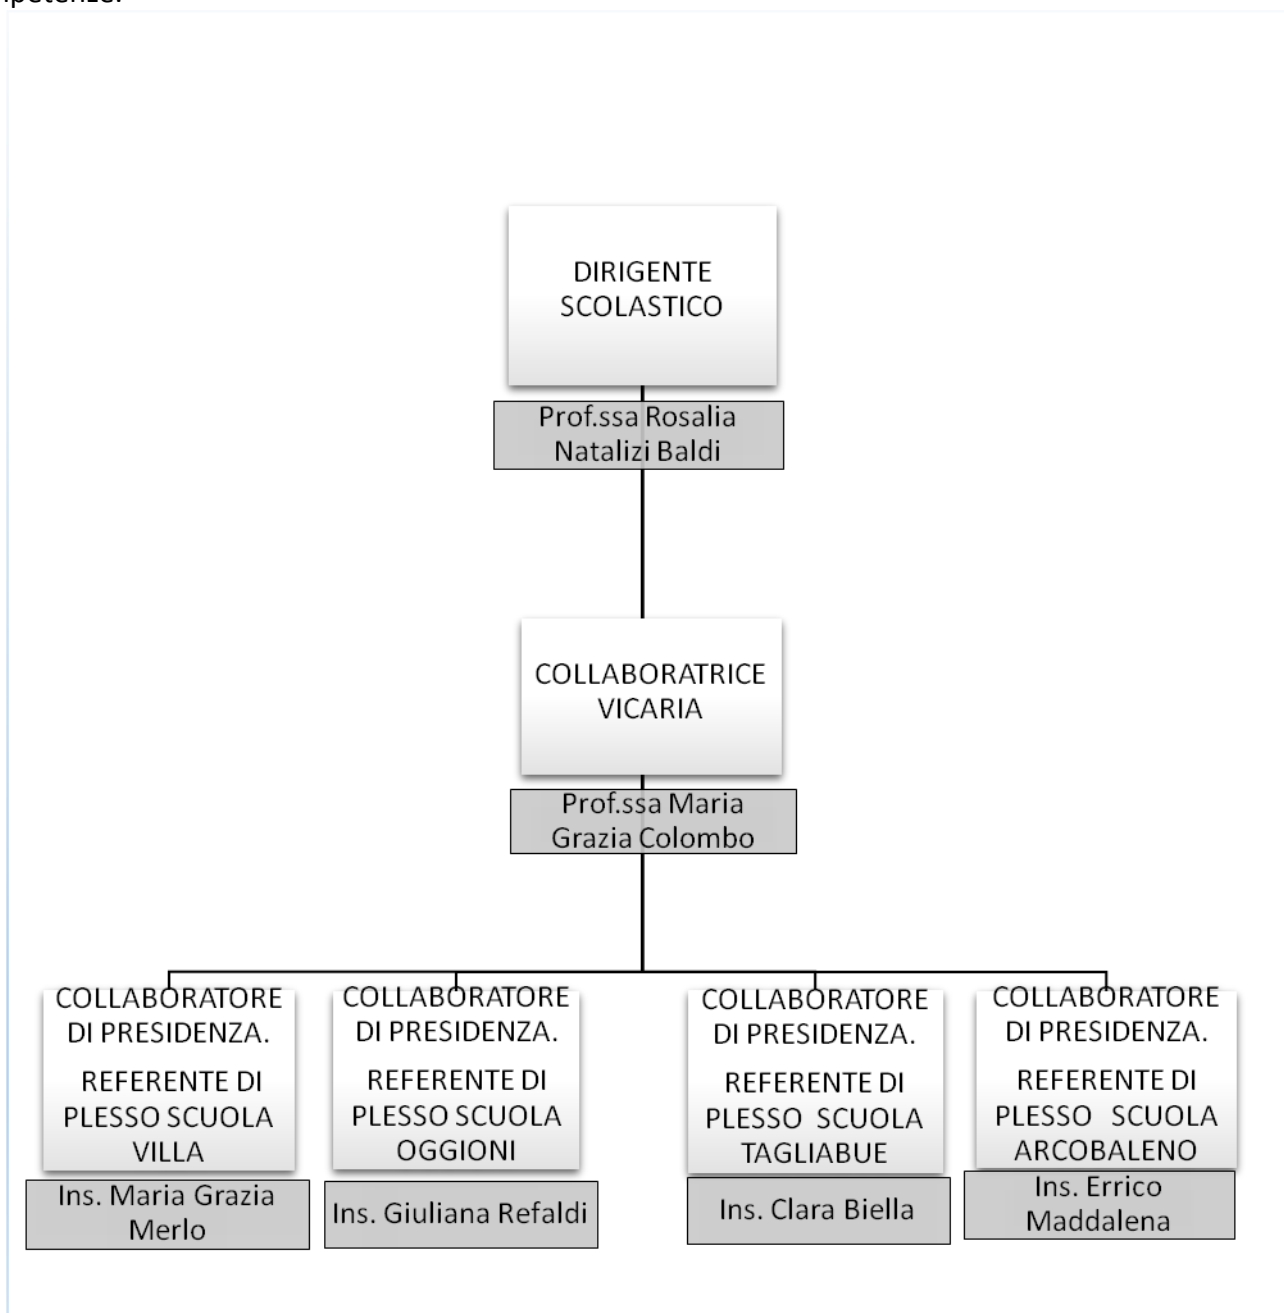 DIRIGENTE
SCOLASTICO
Prof.ssa Rosalia
Natalizi Baldi
COLLABORATRICE
VICARIA
Prof.ssa Maria
Grazia Colombo
COLLABORATORE
DI PRESIDENZA.
REFERENTE DI
PLESSO SCUOLA
VILLA
Ins. Maria Grazia
Merlo
COLLABORATORE
DI PRESIDENZA.
REFERENTE DI
PLESSO SCUOLA
OGGIONI
Ins. Giuliana Refaldi
COLLABORATORE
DI PRESIDENZA.
REFERENTE DI
PLESSO SCUOLA
TAGLIABUE
Ins. Clara Biella
COLLABORATORE
DI PRESIDENZA.
REFERENTE DI
PLESSO SCUOLA
ARCOBALENO
Ins. Errico
Maddalena